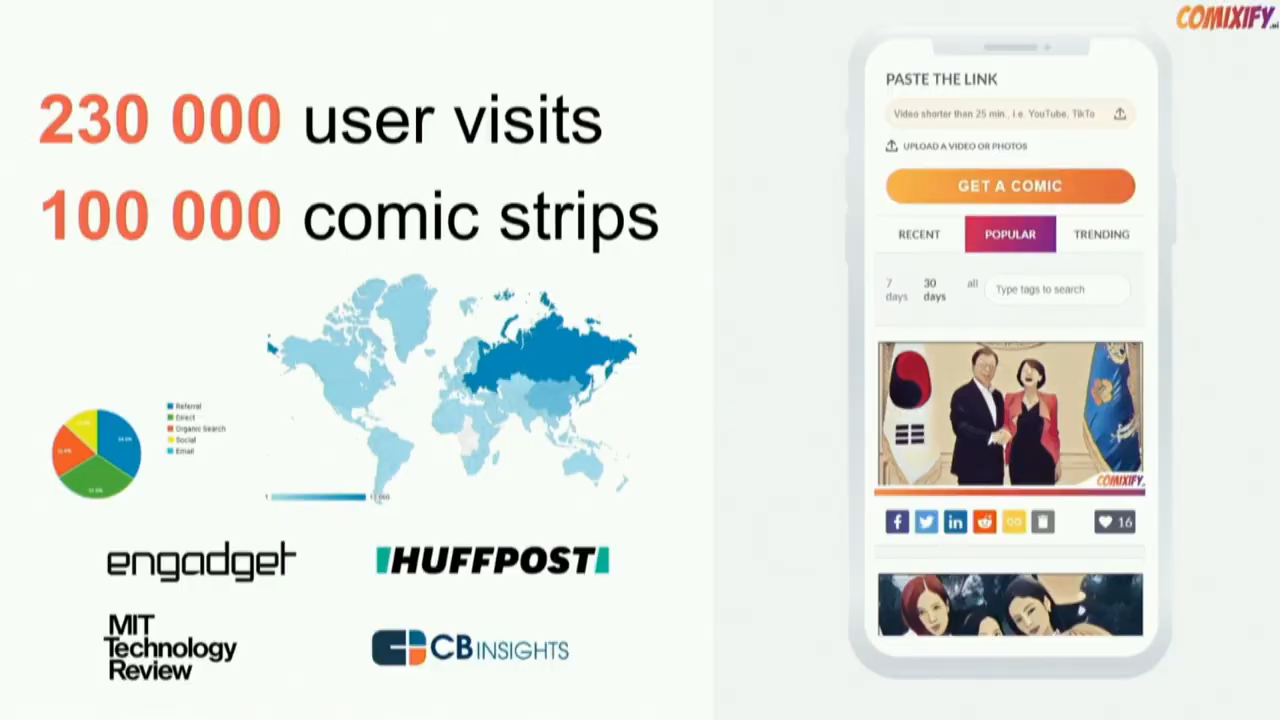 COMIXIFY.ai
230 000 user visits
100 000 comic strips
Referral
Direct
Organic Search
Social
Email
1
engadget
HUFFPOST
MIT
Technology
Review
CB INSIGHTS
PASTE THE LINK
Video shorter than 25 min., i.e. YouTube, TikTo
UPLOAD A VIDEO OR PHOTOS
GET A COMIC
RECENT POPULAR TRENDING
7 days 30 days all Type tags to search
COMIXIFY
16